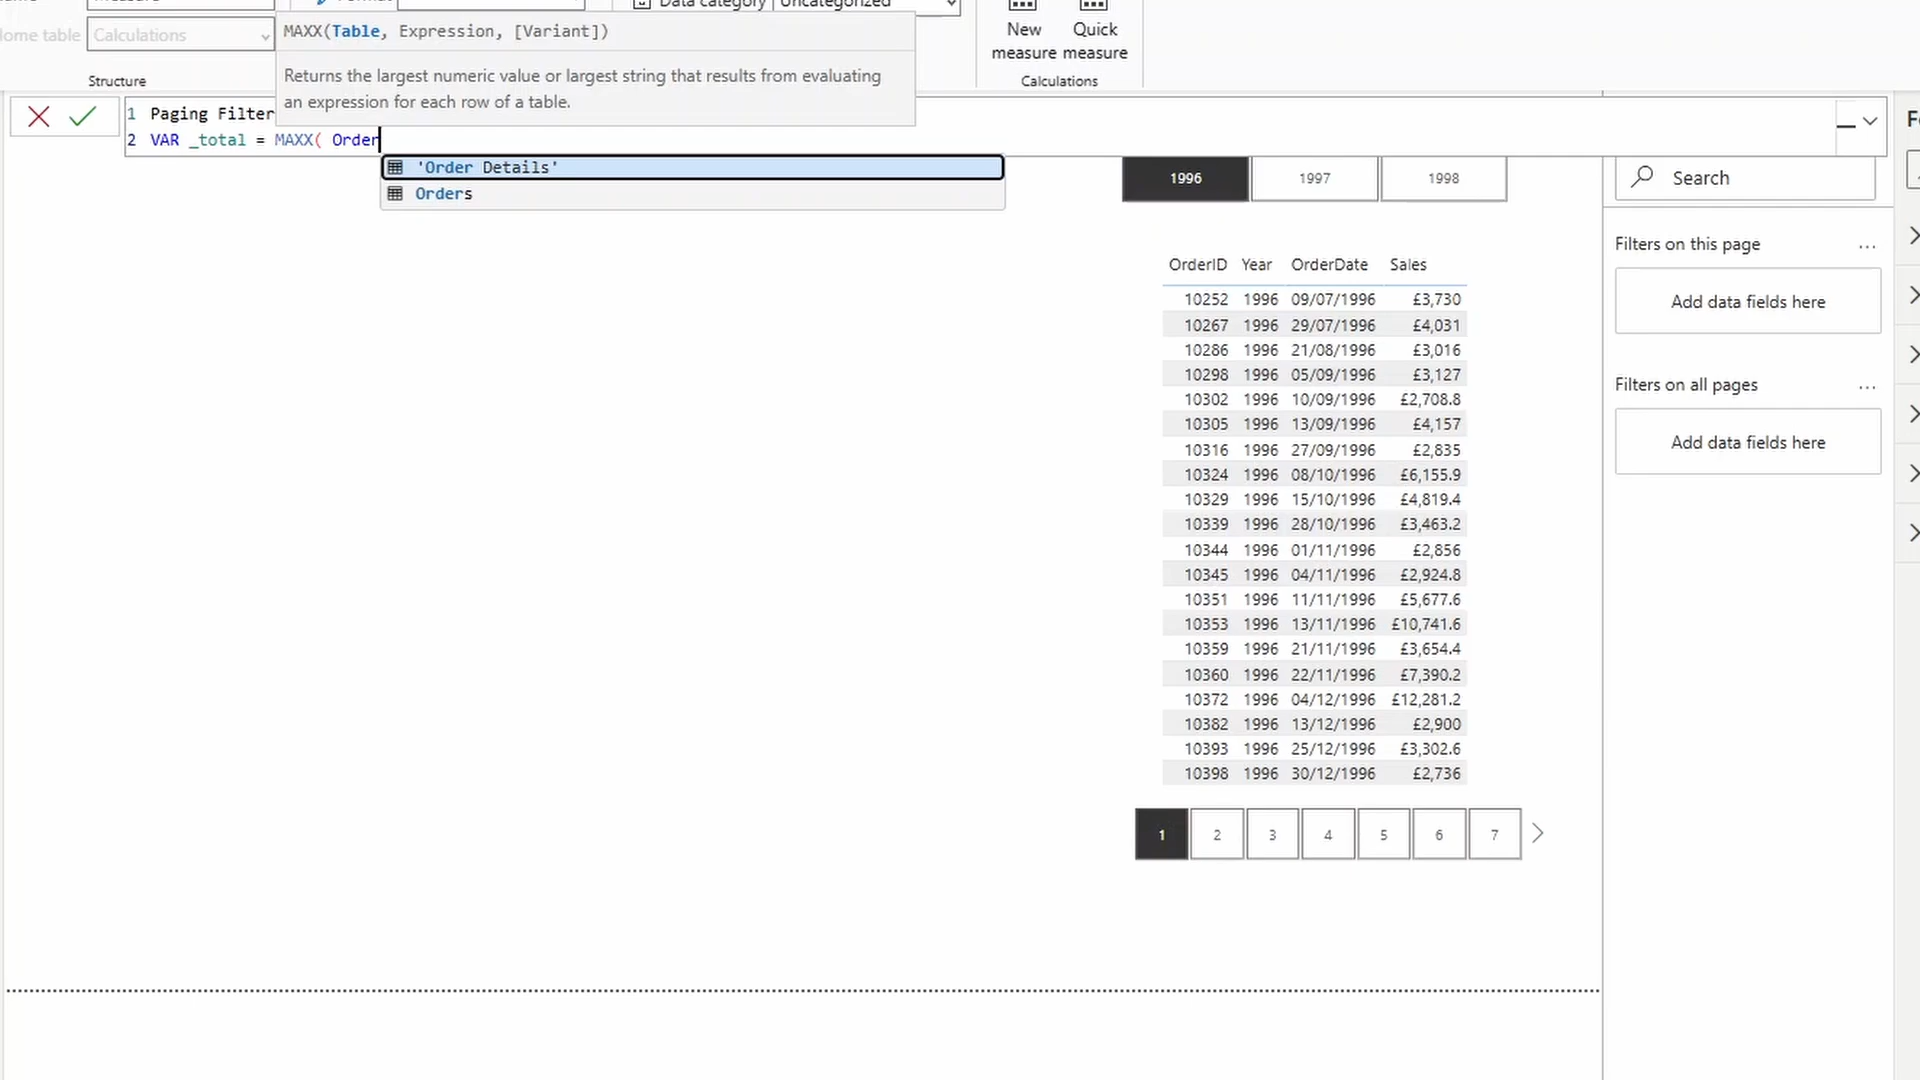 Data category
Uncategorized
ome table
Calculations
Structure
MAXX(Table, Expression, [Variant])
Returns the largest numeric value or largest string that results from evaluating
an expression for each row of a table.
New
measure
Quick
measure
Calculations
1 Paging Filter
2 VAR _total = MAXX( Order
'Order Details'
Orders
1996 1997 1998
OrderID Year OrderDate Sales
10252 1996 09/07/1996 £3,730
10267 1996 29/07/1996 £4,031
10286 1996 21/08/1996 £3,016
10298 1996 05/09/1996 £3,127
10302 1996 10/09/1996 £2,708.8
10305 1996 13/09/1996 £4,157
10316 1996 27/09/1996 £2,835
10324 1996 08/10/1996 £6,155.9
10329 1996 15/10/1996 £4,819.4
10339 1996 28/10/1996 £3,463.2
10344 1996 01/11/1996 £2,856
10345 1996 04/11/1996 £2,924.8
10351 1996 11/11/1996 £5,677.6
10353 1996 13/11/1996 £10,741.6
10359 1996 21/11/1996 £3,654.4
10360 1996 22/11/1996 £7,390.2
10372 1996 04/12/1996 £12,281.2
10382 1996 13/12/1996 £2,900
10393 1996 25/12/1996 £3,302.6
10398 1996 30/12/1996 £2,736
1 2 3 4 5 6 7
Search
Filters on this page ...
Add data fields here
Filters on all pages ...
Add data fields here